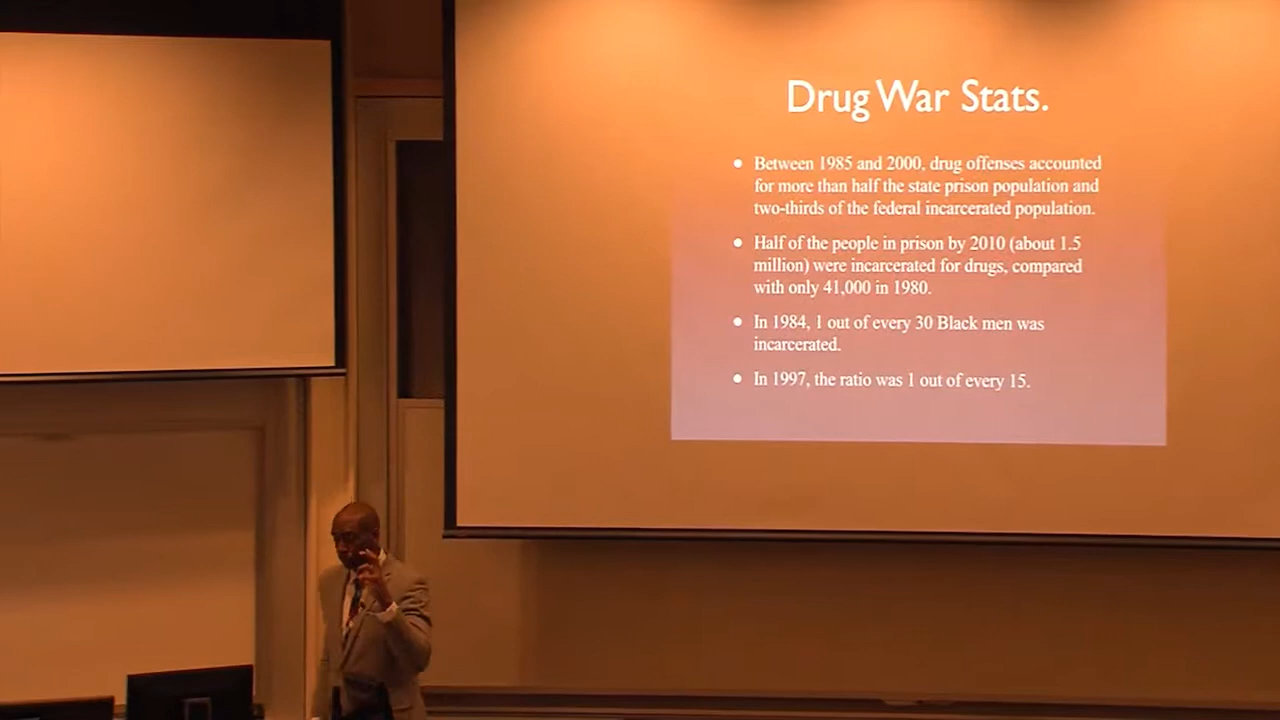 Drug War Stats.
• Between 1985 and 2000, drug offenses accounted
for more than half the state prison population and
two-thirds of the federal incarcerated population.
• Half of the people in prison by 2010 (about 1.5
million) were incarcerated for drugs, compared
with only 41,000 in 1980.
• In 1984, 1 out of every 30 Black men was
incarcerated.
• In 1997, the ratio was 1 out of every 15.